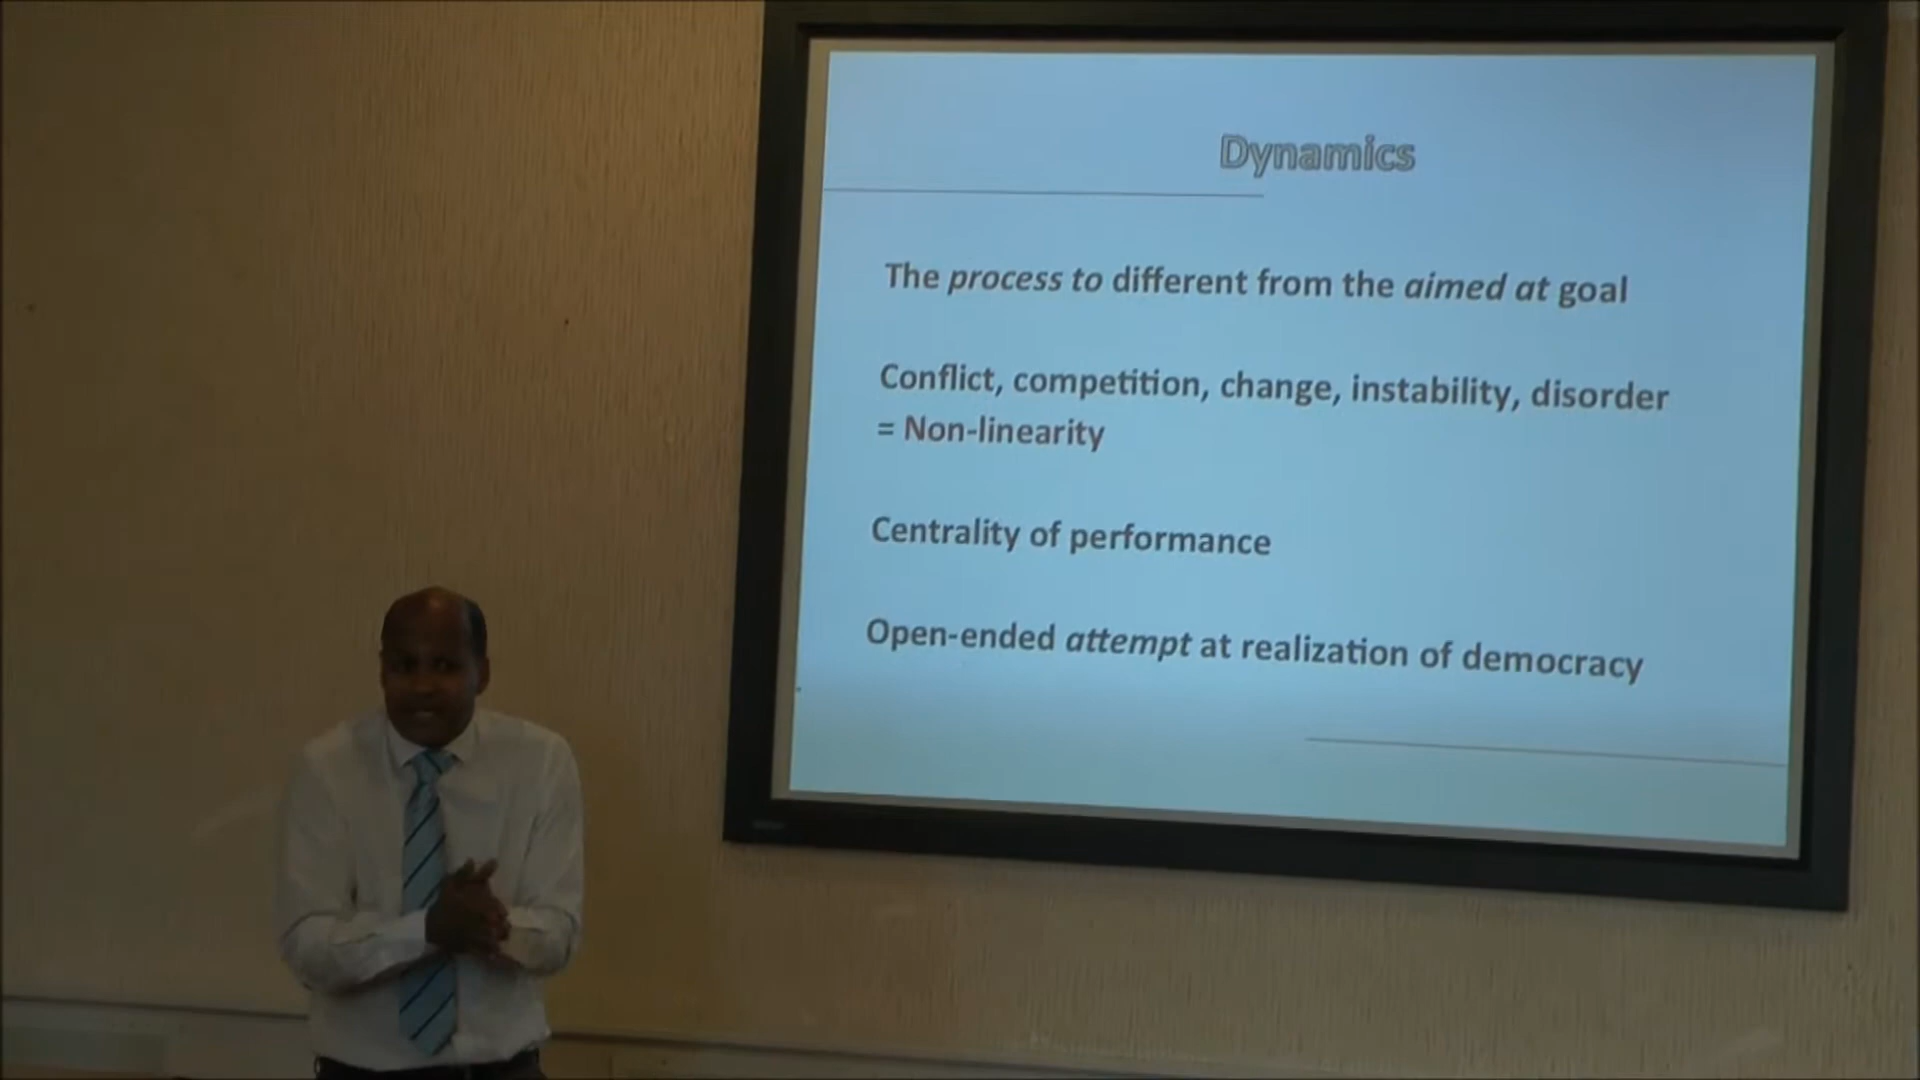 Dynamics
The process to different from the aimed at goal
Conflict, competition, change, instability, disorder
= Non-linearity
Centrality of performance
Open-ended attempt at realization of democracy